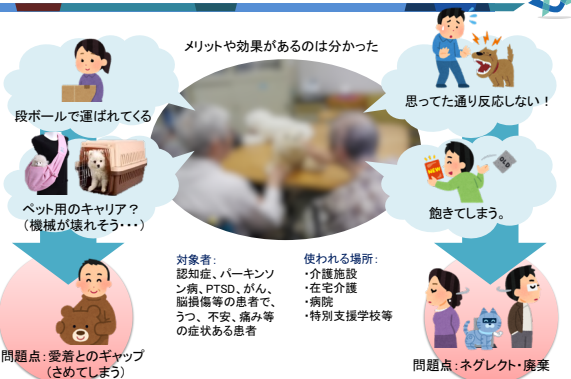 メリットや効果があるのは分かった
段ボールで運ばれてくる
ペット用のキャリア？
（機械が壊れそう・・・）
問題点：愛着とのギャップ
（さめてしまう）
対象者：
認知症、パーキンソ
ン病、PTSD、がん、
脳損傷等の患者で、
うつ、不安、痛み等
の症状ある患者
使われる場所：
・介護施設
・在宅介護
・病院
・特別支援学校等
思ってた通り反応しない！
NEW
OLD
飽きてしまう。
問題点：ネグレクト・廃棄